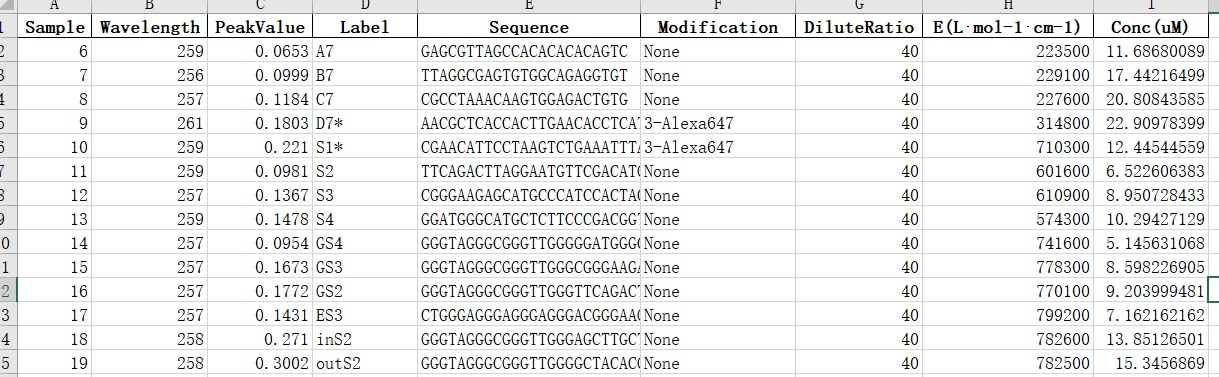 A B C D E F G H I
1 Sample Wavelength PeakValue Label Sequence Modification DiluteRatio E(L·mol-1·cm-1) Conc(uM)
2 6 259 0.0653 A7 GAGCGTTAGCCACACACACAGTC None 40 223500 11.68680089
3 7 256 0.0999 B7 TTAGGCGAGTGTGGCAGAGGTGT None 40 229100 17.44216499
4 8 257 0.1184 C7 CGCCTAAACAAGTGGAGACTGTG None 40 227600 20.80843585
5 9 261 0.1803 D7* AACGCTCACCACTTGAACACCTCA 3-Alexa647 40 314800 22.90978399
6 10 259 0.221 S1* CGAACATTCCTAAGTCTGAAATTTA 3-Alexa647 40 710300 12.44544559
7 11 259 0.0981 S2 TTCAGACTTAGGAATGTTCGACAT None 40 601600 6.522606383
8 12 257 0.1367 S3 CGGGAAGAGCATGCCCATCCACTA None 40 610900 8.950728433
9 13 259 0.1478 S4 GGATGGGCATGCTCTTCCCGACGG None 40 574300 10.29427129
0 14 257 0.0954 GS4 GGGTAGGGCGGGTTGGGGGATGGG None 40 741600 5.145631068
1 15 257 0.1673 GS3 GGGTAGGGCGGGTTGGGCGGGAAG None 40 778300 8.598226905
2 16 257 0.1772 GS2 GGGTAGGGCGGGTTGGGTTCAGAC None 40 770100 9.203999481
3 17 257 0.1431 ES3 CTGGGAGGGAGGGAGGGACGGGAA None 40 799200 7.162162162
4 18 258 0.271 inS2 GGGTAGGGCGGGTTGGGAGCTTGC None 40 782600 13.85126501
5 19 258 0.3002 outS2 GGGTAGGGCGGGTTGGGGCTACAC None 40 782500 15.3456869